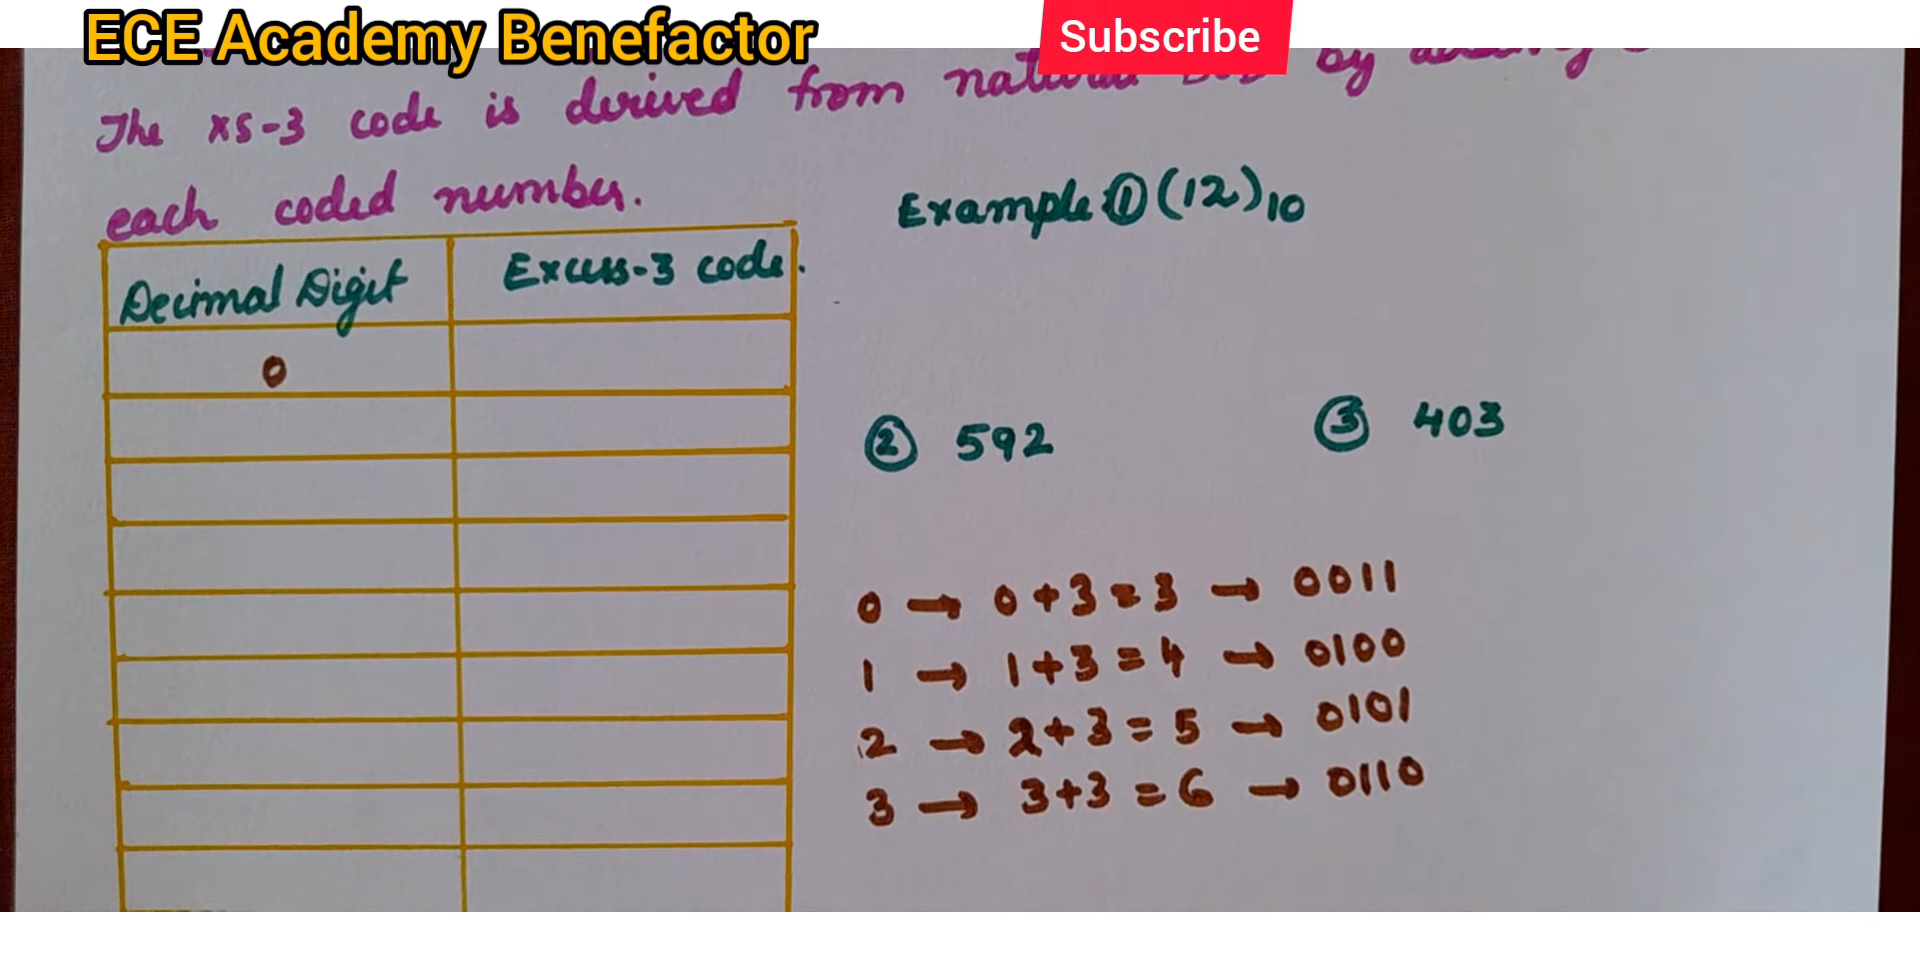 ECE Academy Benefactor
Subscribe
The xs-3 code is derived from natural by
each coded number.
Example ① (12)10
Decimal Digit Excess-3 code.
0
② 592 ③ 403
0 → 0+3=3 → 0011
1 → 1+3=4 → 0100
2 → 2+3=5 → 0101
3 → 3+3=6 → 0110